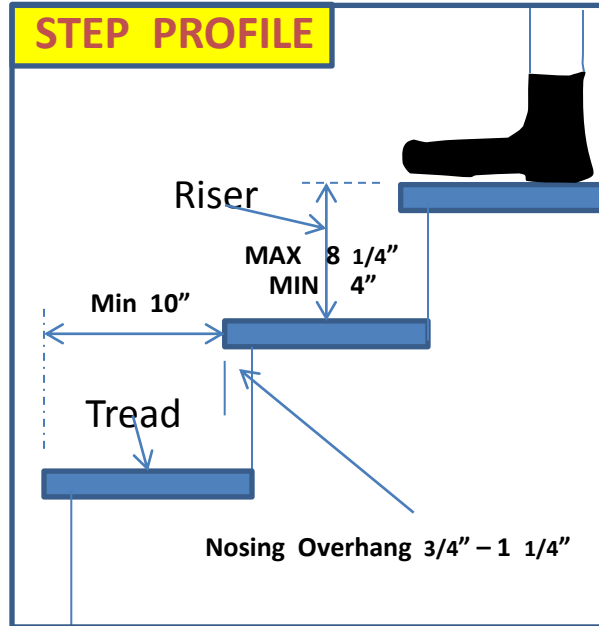 STEP PROFILE
Riser
MAX 8 1/4”
MIN 4”
Min 10”
Tread
Nosing Overhang 3/4” – 1 1/4”